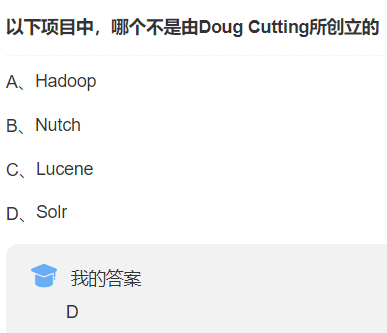 以下项目中，哪个不是由Doug Cutting所创立的
A、Hadoop
B、Nutch
C、Lucene
D、Solr
我的答案
D